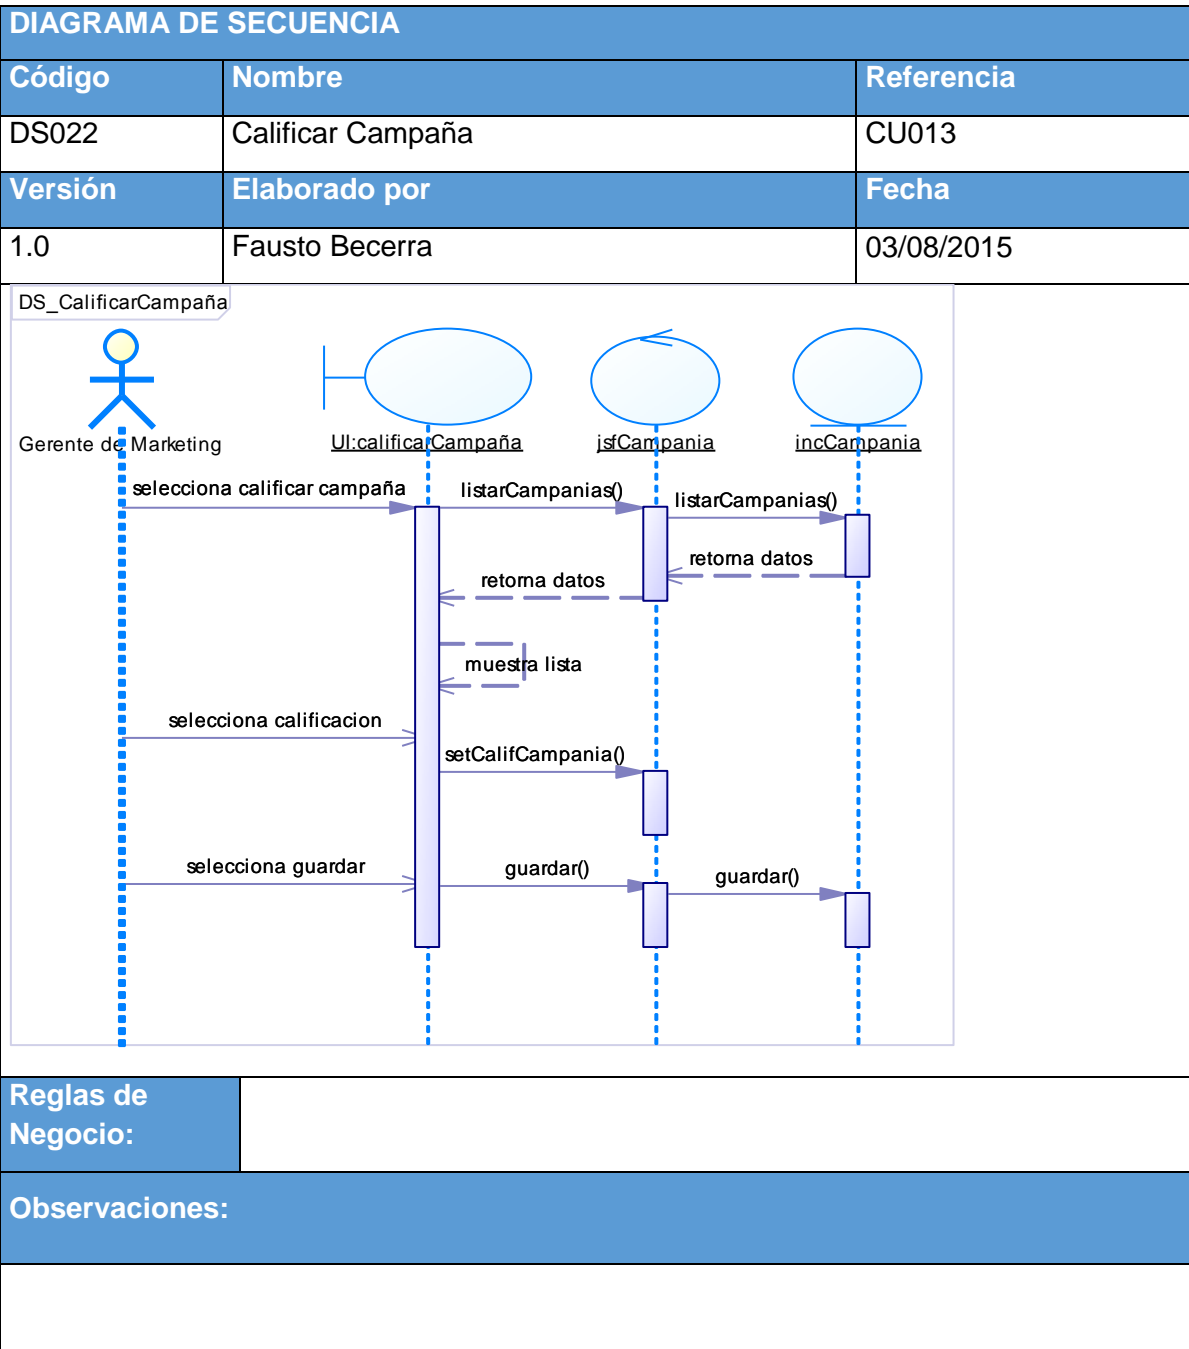 DIAGRAMA DE SECUENCIA
Código Nombre Referencia
DS022 Calificar Campaña CU013
Versión Elaborado por Fecha
1.0 Fausto Becerra 03/08/2015
DS_CalificarCampaña
Gerente de Marketing UI:calificarCampaña jsfCampania incCampania
selecciona calificar campaña listarCampanias() listarCampanias()
retorna datos
retorna datos
muestra lista
selecciona calificacion
setCalifCampania()
selecciona guardar guardar() guardar()
Reglas de
Negocio:
Observaciones: